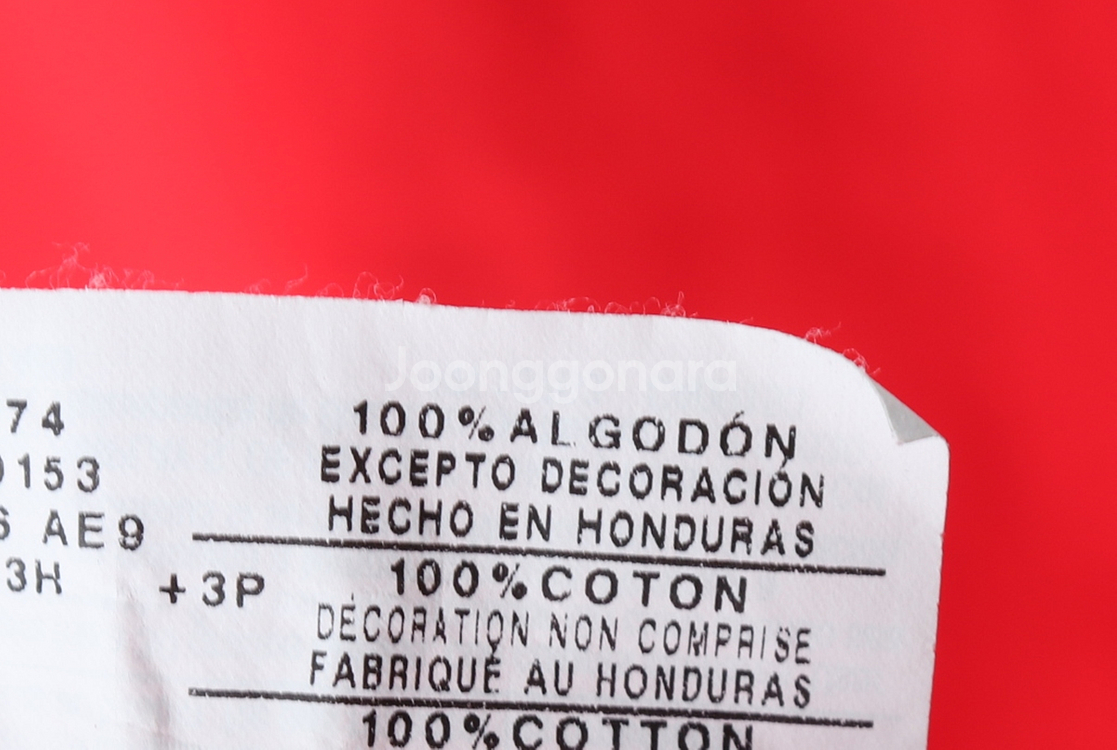 Joonggonara
74
153
AE9
3H
+3P
100%ALGODÓN
EXCEPTO DECORACIÓN
HECHO EN HONDURAS
100%COTON
DÉCORATION NON COMPRISE
FABRIQUÉ AU HONDURAS
100%COTTON